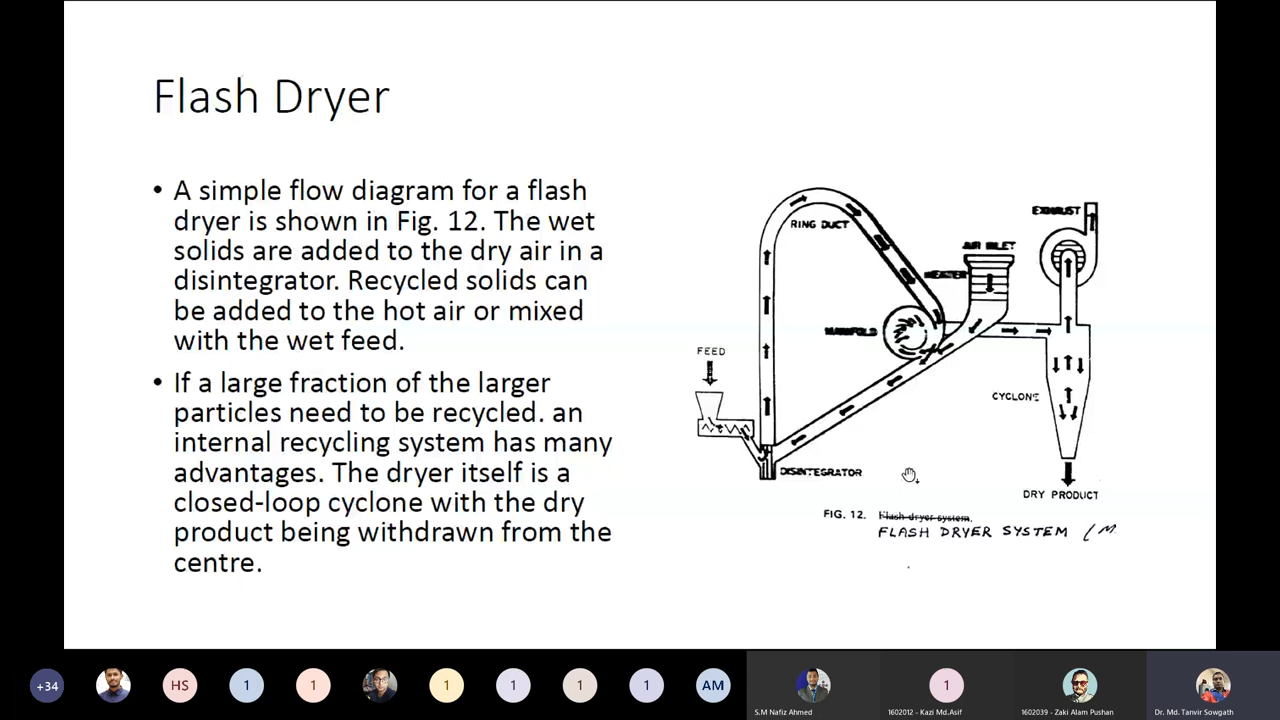 Flash Dryer
• A simple flow diagram for a flash
dryer is shown in Fig. 12. The wet
solids are added to the dry air in a
disintegrator. Recycled solids can
be added to the hot air or mixed
with the wet feed.
• If a large fraction of the larger
particles need to be recycled. an
internal recycling system has many
advantages. The dryer itself is a
closed-loop cyclone with the dry
product being withdrawn from the
centre.
EXHAUST
RING DUCT
AIR INLET
HEATER
MANIFOLD
FEED
CYCLONE
DISINTEGRATOR
DRY PRODUCT
FIG. 12. Flash dryer system.
FLASH DRYER SYSTEM (M
+34
HS
1
1
1
1
1
1
AM
1
S.M Nafiz Ahmed
1602012 - Kazi Md.Asif
1602039 - Zaki Alam Pushan
Dr. Md. Tanvir Sowgath